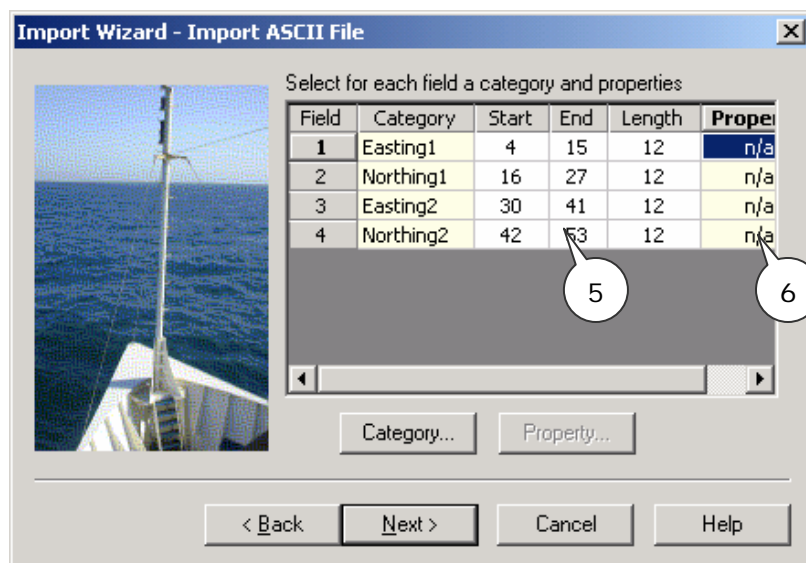 Import Wizard - Import ASCII File
Select for each field a category and properties
Field Category Start End Length Proper
1 Easting1 4 15 12 n/a
2 Northing1 16 27 12 n/a
3 Easting2 30 41 12 n/a
4 Northing2 42 53 12 n/a
5 6
Category... Property...
< Back Next > Cancel Help